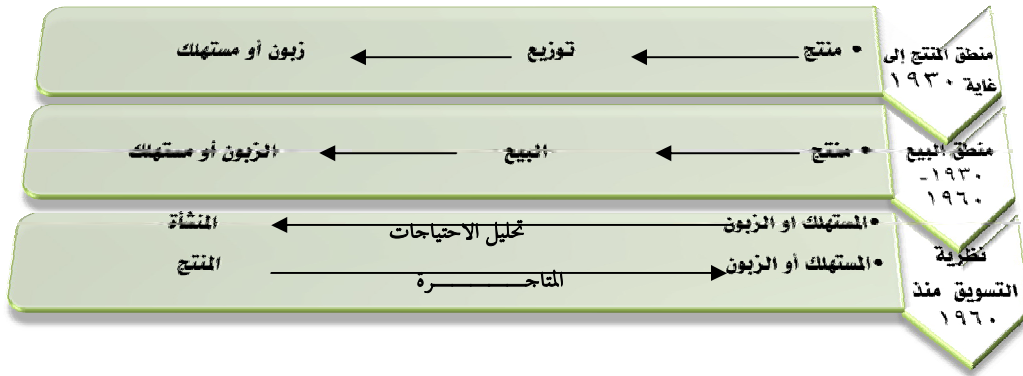 منطق المنتج إلى غاية ١٩٣٠
• منتج توزيع زبون أو مستهلك
منطق البيع ١٩٣٠-١٩٦٠
• منتج البيع الزبون أو مستهلك
نظرية التسويق منذ ١٩٦٠
•المستهلك او الزبون تحليل الاحتياجات المنشأة
•المستهلك أو الزبون المتاجـــــــــــرة المنتج